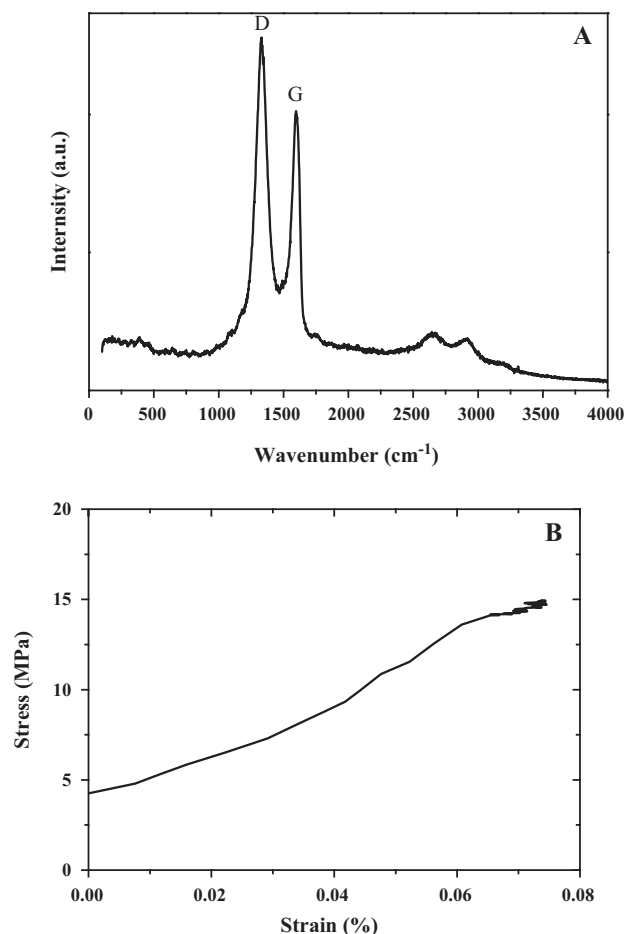 D
A
G
Internsity (a.u.)
0 500 1000 1500 2000 2500 3000 3500 4000
Wavenumber (cm-1)
20
B
15
Stress (MPa)
10
5
0
0.00 0.02 0.04 0.06 0.08
Strain (%)